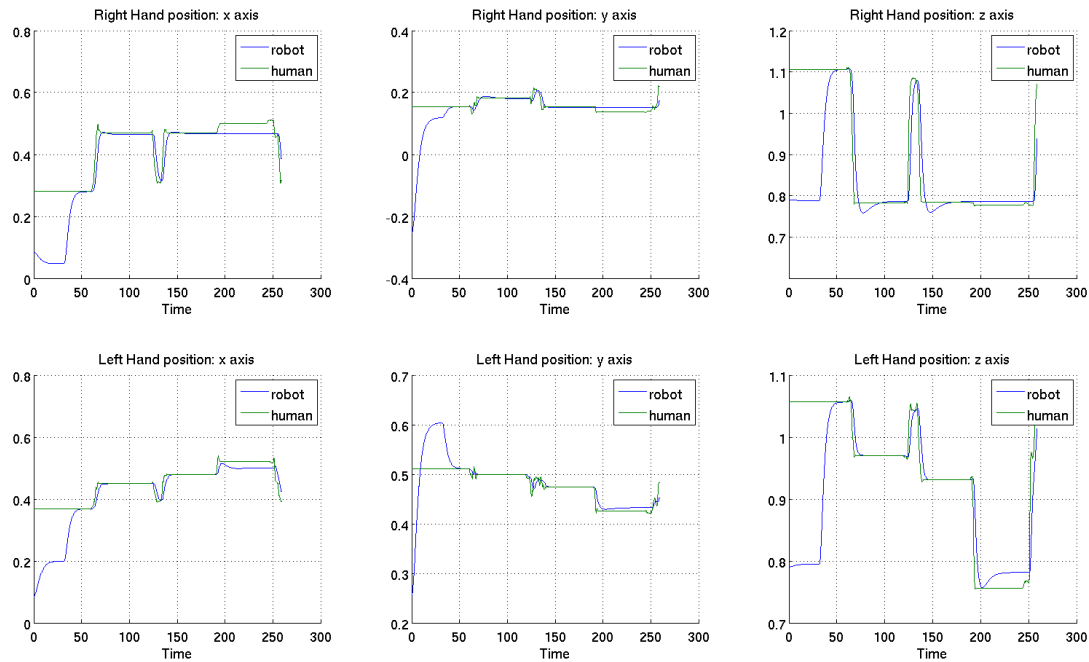 Right Hand position: x axis
0.8
0.6
0.4
0.2
0
0 50 100 150 200 250 300
Time
robot
human
Right Hand position: y axis
0.4
0.2
0
-0.2
-0.4
0 50 100 150 200 250 300
Time
robot
human
Right Hand position: z axis
1.2
1.1
1
0.9
0.8
0.7
0 50 100 150 200 250 300
Time
robot
human
Left Hand position: x axis
0.8
0.6
0.4
0.2
0
0 50 100 150 200 250 300
Time
robot
human
Left Hand position: y axis
0.7
0.6
0.5
0.4
0.3
0.2
0 50 100 150 200 250 300
Time
robot
human
Left Hand position: z axis
1.1
1
0.9
0.8
0.7
0 50 100 150 200 250 300
Time
robot
human